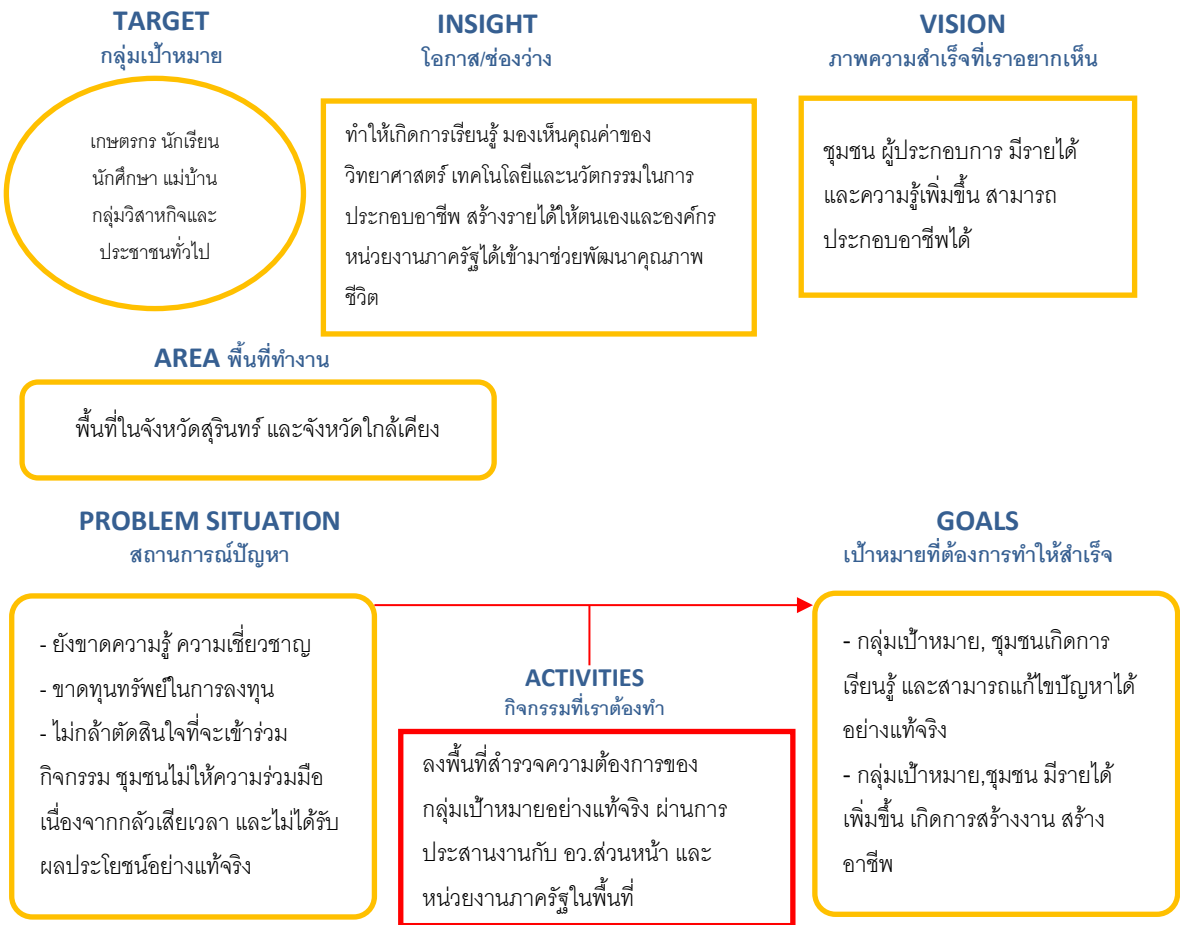 TARGET
กลุ่มเป้าหมาย
เกษตรกร นักเรียน
นักศึกษา แม่บ้าน
กลุ่มวิสาหกิจและ
ประชาชนทั่วไป
INSIGHT
โอกาส/ช่องว่าง
ทำให้เกิดการเรียนรู้ มองเห็นคุณค่าของ
วิทยาศาสตร์ เทคโนโลยีและนวัตกรรมในการ
ประกอบอาชีพ สร้างรายได้ให้ตนเองและองค์กร
หน่วยงานภาครัฐได้เข้ามาช่วยพัฒนาคุณภาพ
ชีวิต
VISION
ภาพความสำเร็จที่เราอยากเห็น
ชุมชน ผู้ประกอบการ มีรายได้
และความรู้เพิ่มขึ้น สามารถ
ประกอบอาชีพได้
AREA พื้นที่ทำงาน
พื้นที่ในจังหวัดสุรินทร์ และจังหวัดใกล้เคียง
PROBLEM SITUATION
สถานการณ์ปัญหา
- ยังขาดความรู้ ความเชี่ยวชาญ
- ขาดทุนทรัพย์ในการลงทุน
- ไม่กล้าตัดสินใจที่จะเข้าร่วม
กิจกรรม ชุมชนไม่ให้ความร่วมมือ
เนื่องจากกลัวเสียเวลา และไม่ได้รับ
ผลประโยชน์อย่างแท้จริง
ACTIVITIES
กิจกรรมที่เราต้องทำ
ลงพื้นที่สำรวจความต้องการของ
กลุ่มเป้าหมายอย่างแท้จริง ผ่านการ
ประสานงานกับ อว.ส่วนหน้า และ
หน่วยงานภาครัฐในพื้นที่
GOALS
เป้าหมายที่ต้องการทำให้สำเร็จ
- กลุ่มเป้าหมาย, ชุมชนเกิดการ
เรียนรู้ และสามารถแก้ไขปัญหาได้
อย่างแท้จริง
- กลุ่มเป้าหมาย,ชุมชน มีรายได้
เพิ่มขึ้น เกิดการสร้างงาน สร้าง
อาชีพ